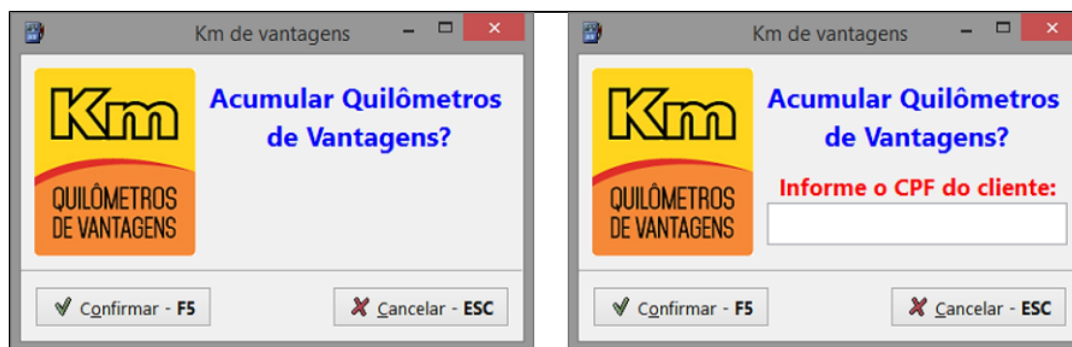 Km de vantagens
Km
QUILÔMETROS
DE VANTAGENS
Acumular Quilômetros
de Vantagens?
Confirmar - F5
Cancelar - ESC
Km de vantagens
Km
QUILÔMETROS
DE VANTAGENS
Acumular Quilômetros
de Vantagens?
Informe o CPF do cliente:
Confirmar - F5
Cancelar - ESC